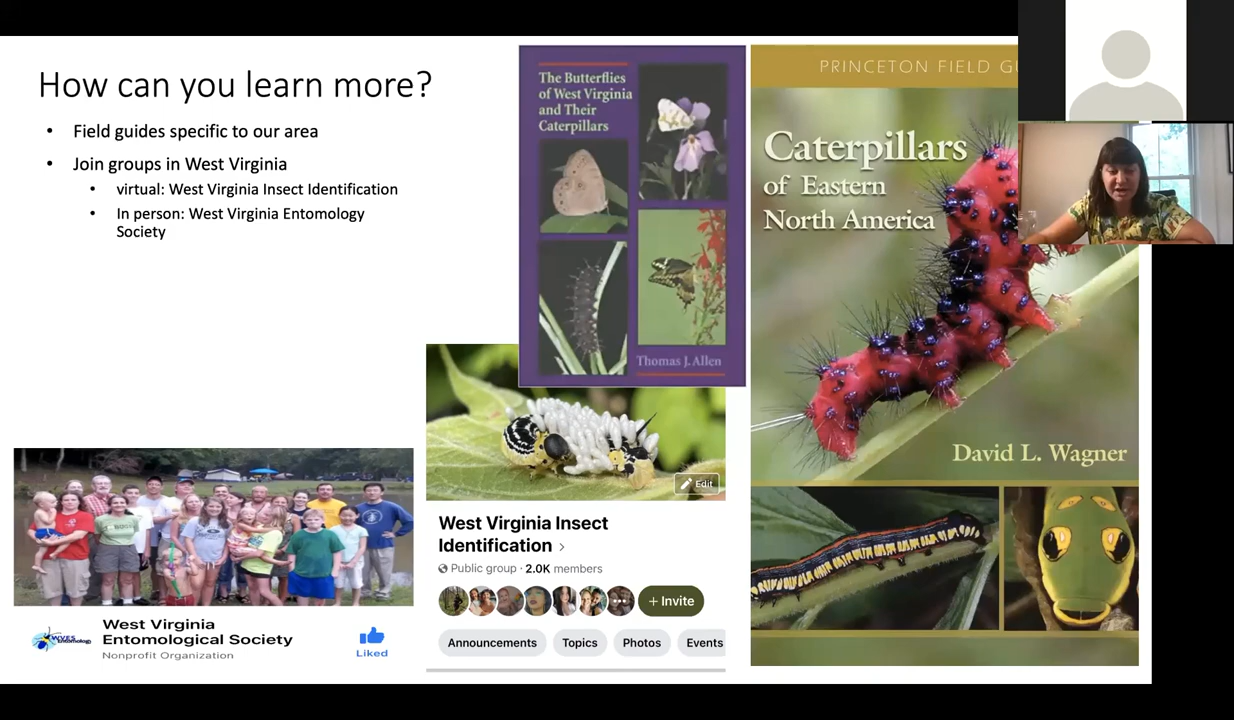 How can you learn more?
• Field guides specific to our area
• Join groups in West Virginia
• virtual: West Virginia Insect Identification
• In person: West Virginia Entomology
Society
The Butterflies
of West Virginia
and Their
Caterpillars
Thomas J. Allen
PRINCETON FIELD GU
Caterpillars
of Eastern
North America
David L. Wagner
Edit
West Virginia Insect
Identification >
Public group · 2.0K members
+ Invite
Announcements
Topics
Photos
Events
West Virginia
Entomological Society
Nonprofit Organization
Liked